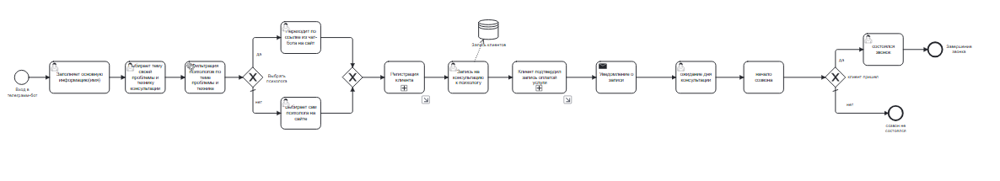 Вход в
телеграмм-бот
Заполняет основную
информация(имя)
Выбирает тему
своей
проблемы и
технику
консультации
Фильтрация
психологов по
теме
проблемы и
технике
Выбрать
психолога
да
нет
Переходит по
ссылке из чат-
бота на сайт
Выбирает сам
психолога на
сайте
Регистрация
клиента
Запись на
консультацию
к психологу
Запись клиентов
Клиент подтвердил
запись оплатой
услуги
Уведомление о
записи
ожидание дня
консультации
начало
созвона
клиент пришел
да
нет
состоялся
звонок
Завершение
звонка
созвон не
состоялся